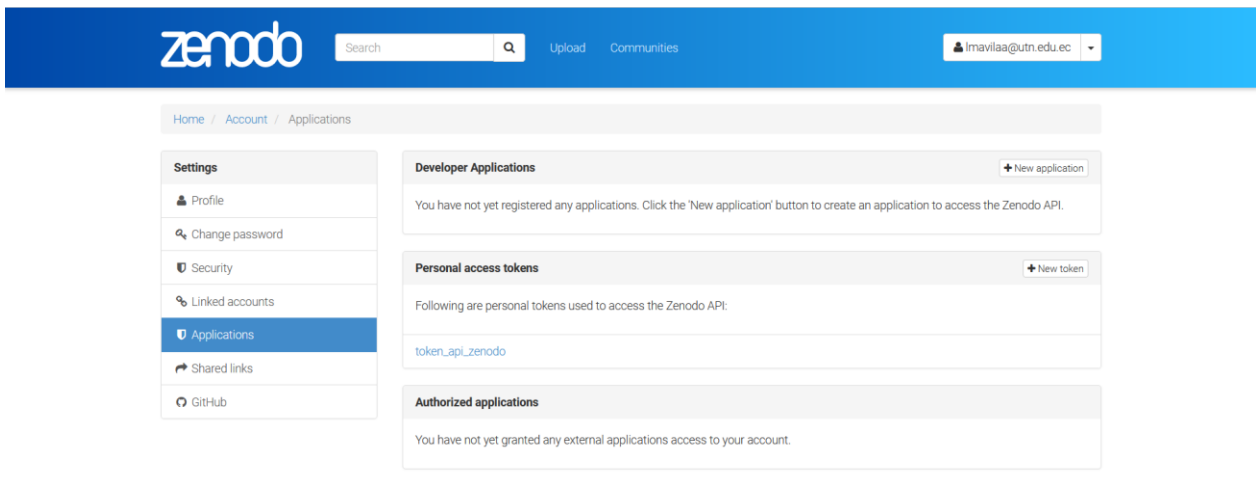 zenodo
Search
Upload
Communities
lmavilaa@utn.edu.ec
Home / Account / Applications
Settings
Profile
Change password
Security
Linked accounts
Applications
Shared links
GitHub
Developer Applications
New application
You have not yet registered any applications. Click the 'New application' button to create an application to access the Zenodo API.
Personal access tokens
New token
Following are personal tokens used to access the Zenodo API:
token_api_zenodo
Authorized applications
You have not yet granted any external applications access to your account.